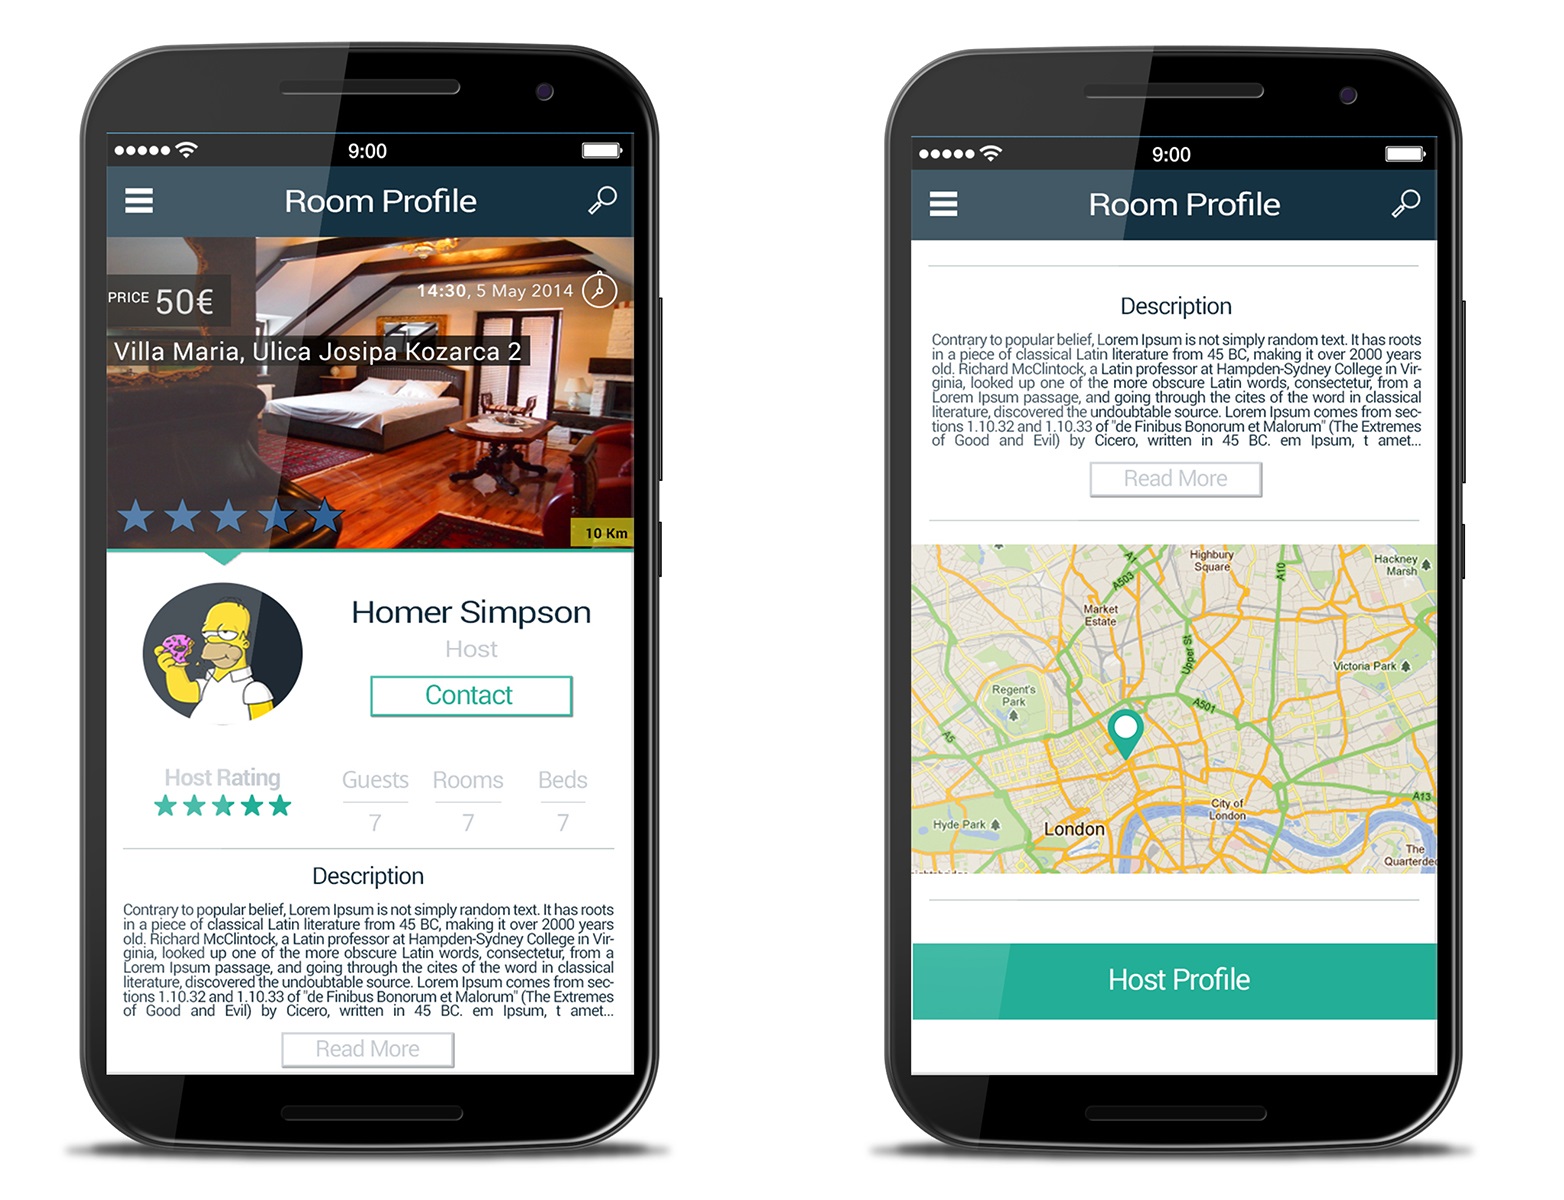 9:00
Room Profile
PRICE 50€
14:30, 5 May 2014
Villa Maria, Ulica Josipa Kozarca 2
10 Km
Homer Simpson
Host
Contact
Host Rating
Guests Rooms Beds
7 7 7
Description
Contrary to popular belief, Lorem Ipsum is not simply random text. It has roots
in a piece of classical Latin literature from 45 BC, making it over 2000 years
old. Richard McClintock, a Latin professor at Hampden-Sydney College in Vir-
ginia, looked up one of the more obscure Latin words, consectetur, from a
Lorem Ipsum passage, and going through the cites of the word in classical
literature, discovered the undoubtable source. Lorem Ipsum comes from sec-
tions 1.10.32 and 1.10.33 of "de Finibus Bonorum et Malorum" (The Extremes
of Good and Evil) by Cicero, written in 45 BC. em Ipsum, t amet...
Read More
9:00
Room Profile
Description
Contrary to popular belief, Lorem Ipsum is not simply random text. It has roots
in a piece of classical Latin literature from 45 BC, making it over 2000 years
old. Richard McClintock, a Latin professor at Hampden-Sydney College in Vir-
ginia, looked up one of the more obscure Latin words, consectetur, from a
Lorem Ipsum passage, and going through the cites of the word in classical
literature, discovered the undoubtable source. Lorem Ipsum comes from sec-
tions 1.10.32 and 1.10.33 of "de Finibus Bonorum et Malorum" (The Extremes
of Good and Evil) by Cicero, written in 45 BC. em Ipsum, t amet...
Read More
A1
Highbury
Square
Hackney
Marsh
A503
A10
Market
Estate
Upper St
Victoria Park
Regent's
Park
A501
A5
A13
City of
London
Hyde Park
London
The
Quarterdec
Host Profile